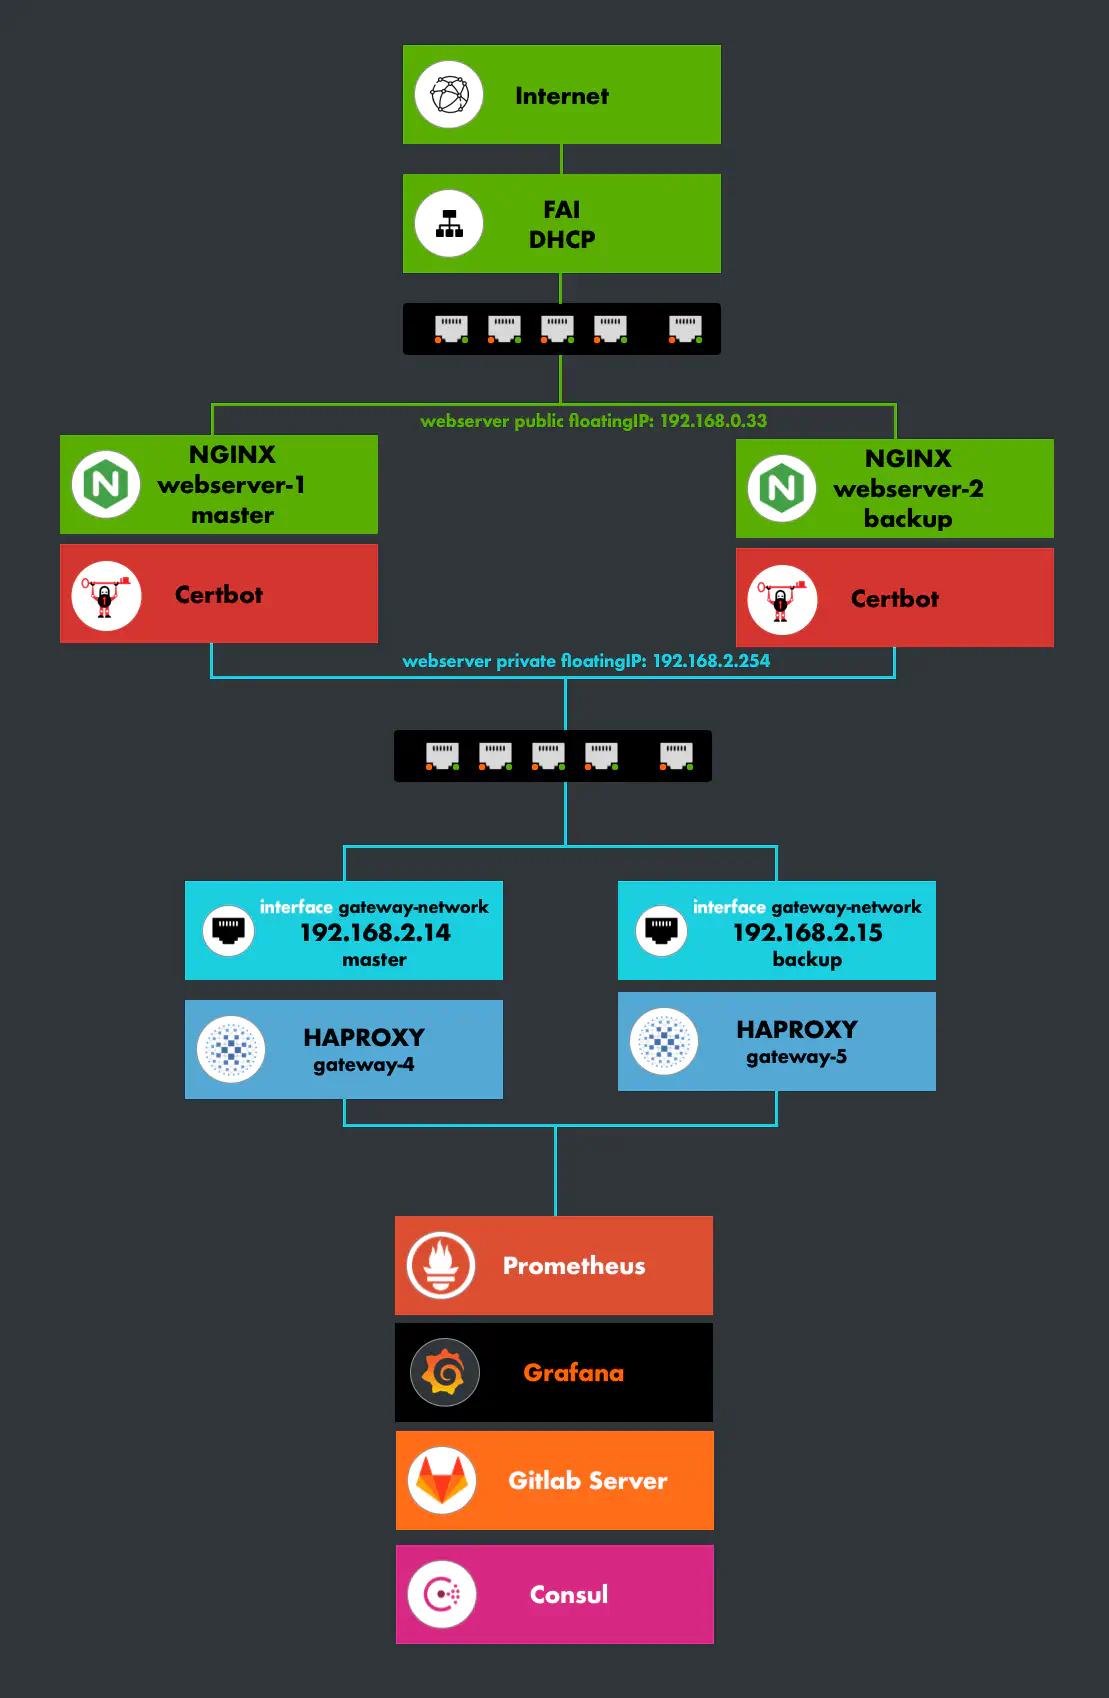 Internet
FAI
DHCP
webserver public floatingIP: 192.168.0.33
NGINX
webserver-1
master
NGINX
webserver-2
backup
Certbot
Certbot
webserver private floatingIP: 192.168.2.254
interface gateway-network
192.168.2.14
master
interface gateway-network
192.168.2.15
backup
HAPROXY
gateway-4
HAPROXY
gateway-5
Prometheus
Grafana
Gitlab Server
Consul